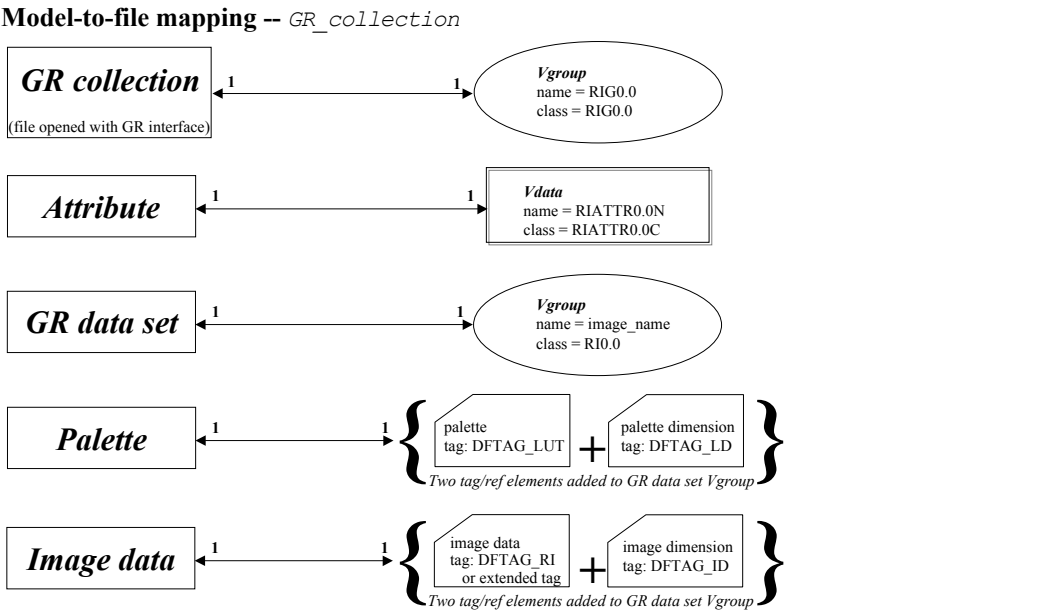 Model-to-file mapping -- GR_collection
GR collection
(file opened with GR interface)
1
1
Vgroup
name = RIG0.0
class = RIG0.0
Attribute
1
1
Vdata
name = RIATTR0.0N
class = RIATTR0.0C
GR data set
1
1
Vgroup
name = image_name
class = RI0.0
Palette
1
1
{
palette
tag: DFTAG_LUT
+
palette dimension
tag: DFTAG_LD
}
Two tag/ref elements added to GR data set Vgroup
Image data
1
1
{
image data
tag: DFTAG_RI
or extended tag
+
image dimension
tag: DFTAG_ID
}
Two tag/ref elements added to GR data set Vgroup